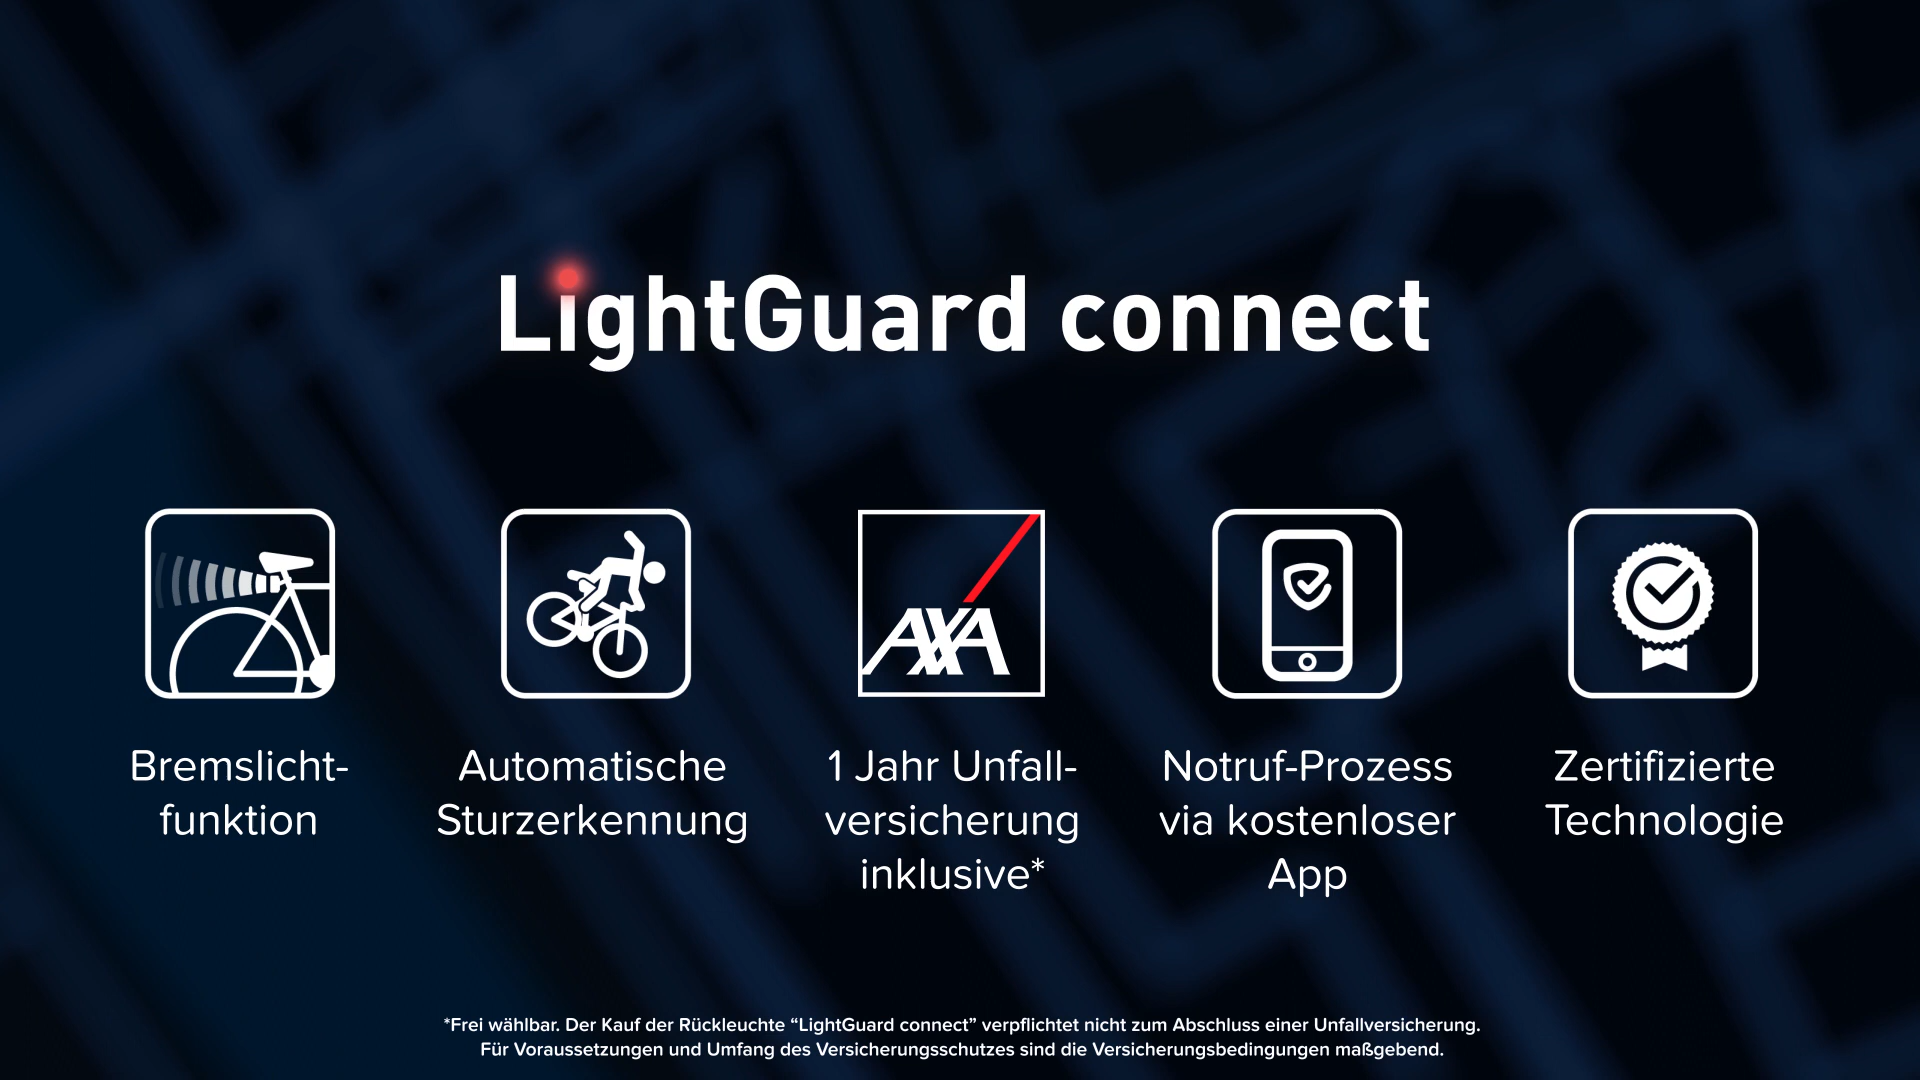 LightGuard connect
Bremslicht-
funktion
Automatische
Sturzerkennung
AXA
1 Jahr Unfall-
versicherung
inklusive*
Notruf-Prozess
via kostenloser
App
Zertifizierte
Technologie
*Frei wählbar. Der Kauf der Rückleuchte “LightGuard connect” verpflichtet nicht zum Abschluss einer Unfallversicherung.
Für Voraussetzungen und Umfang des Versicherungsschutzes sind die Versicherungsbedingungen maßgebend.